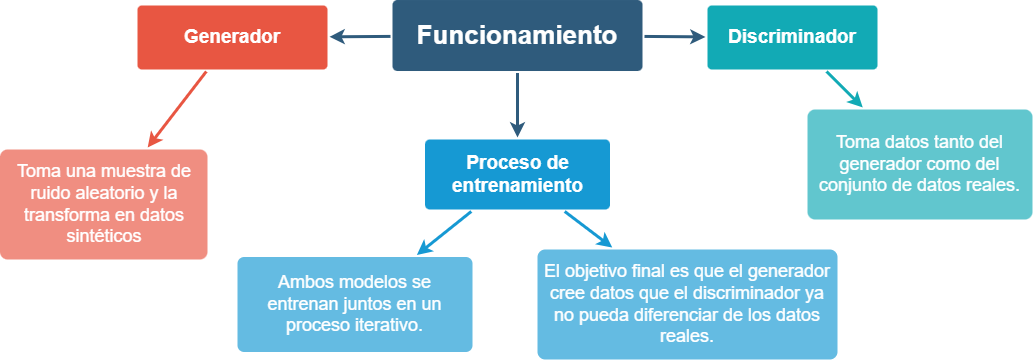 Generador
Funcionamiento
Discriminador
Toma una muestra de
ruido aleatorio y la
transforma en datos
sintéticos
Proceso de
entrenamiento
Toma datos tanto del
generador como del
conjunto de datos reales.
Ambos modelos se
entrenan juntos en un
proceso iterativo.
El objetivo final es que el generador
cree datos que el discriminador ya
no pueda diferenciar de los datos
reales.